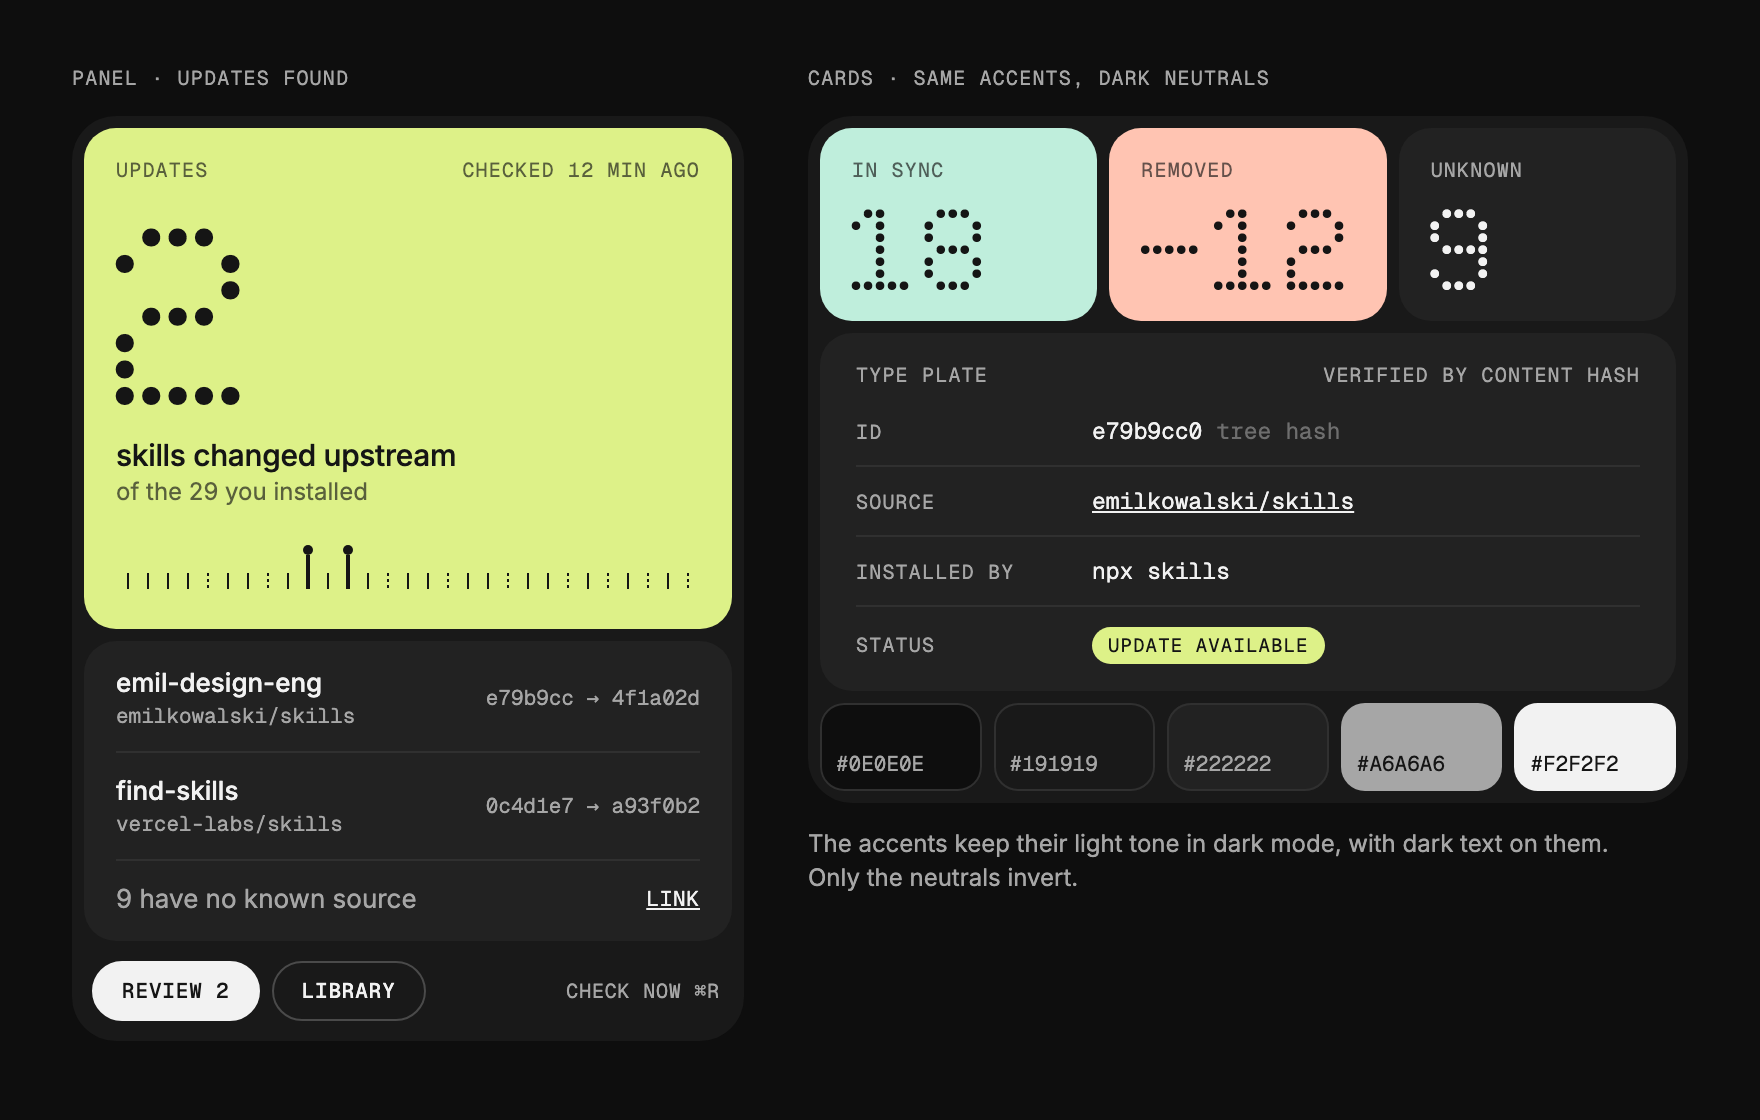 PANEL · UPDATES FOUND
UPDATES
CHECKED 12 MIN AGO
2
skills changed upstream
of the 29 you installed
emil-design-eng
emilkowalski/skills
e79b9cc → 4f1a02d
find-skills
vercel-labs/skills
0c4d1e7 → a93f0b2
9 have no known source
LINK
REVIEW 2
LIBRARY
CHECK NOW ⌘R
CARDS · SAME ACCENTS, DARK NEUTRALS
IN SYNC
18
REMOVED
-12
UNKNOWN
9
TYPE PLATE
VERIFIED BY CONTENT HASH
ID
e79b9cc0 tree hash
SOURCE
emilkowalski/skills
INSTALLED BY
npx skills
STATUS
UPDATE AVAILABLE
#0E0E0E
#191919
#222222
#A6A6A6
#F2F2F2
The accents keep their light tone in dark mode, with dark text on them.
Only the neutrals invert.